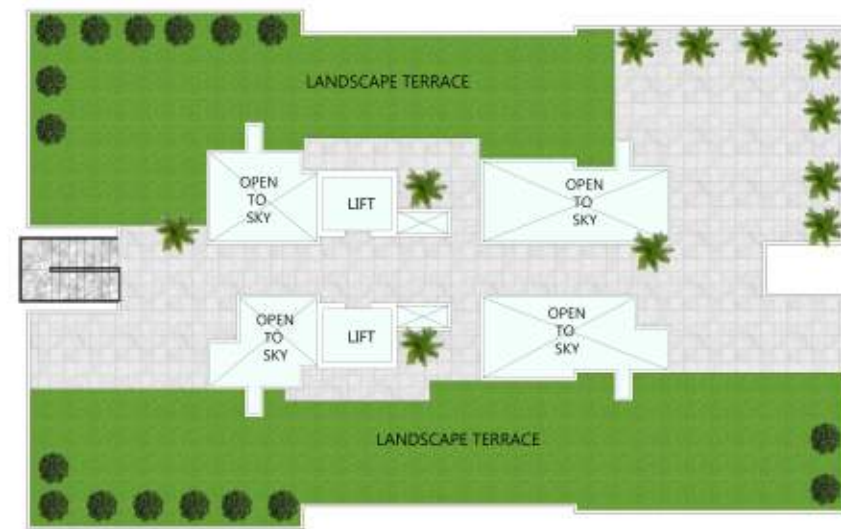 LANDSCAPE TERRACE
OPEN
TO
SKY
LIFT
OPEN
TO
SKY
OPEN
TO
SKY
LIFT
OPEN
TO
SKY
LANDSCAPE TERRACE